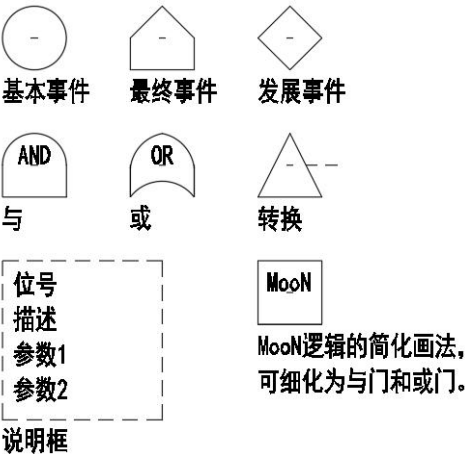 基本事件 最终事件 发展事件
AND OR
与 或 转换
位号
描述
参数1
参数2
说明框
MooN
MooN逻辑的简化画法,
可细化为与门和或门。